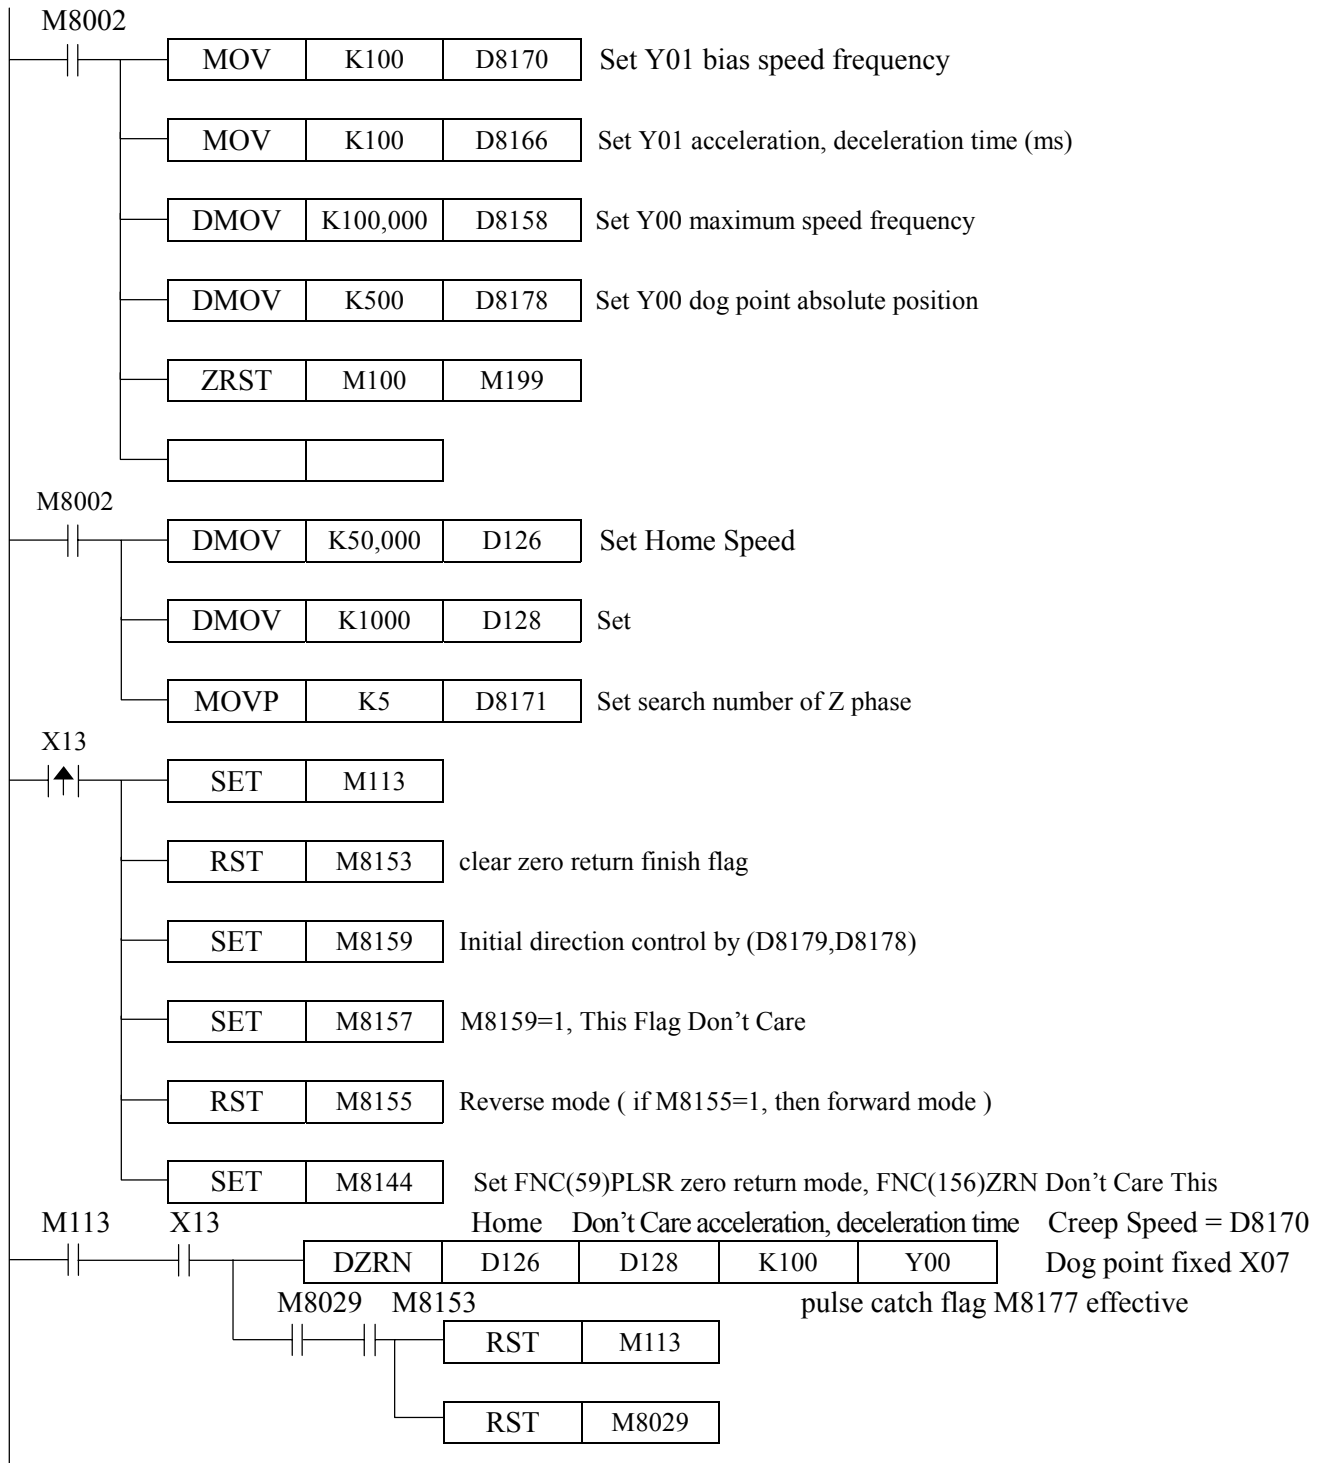 M8002
MOV K100 D8170 Set Y01 bias speed frequency
MOV K100 D8166 Set Y01 acceleration, deceleration time (ms)
DMOV K100,000 D8158 Set Y00 maximum speed frequency
DMOV K500 D8178 Set Y00 dog point absolute position
ZRST M100 M199
M8002
DMOV K50,000 D126 Set Home Speed
DMOV K1000 D128 Set
MOVP K5 D8171 Set search number of Z phase
X13
SET M113
RST M8153 clear zero return finish flag
SET M8159 Initial direction control by (D8179,D8178)
SET M8157 M8159=1, This Flag Don’t Care
RST M8155 Reverse mode ( if M8155=1, then forward mode )
SET M8144 Set FNC(59)PLSR zero return mode, FNC(156)ZRN Don’t Care This
M113 X13 Home Don’t Care acceleration, deceleration time Creep Speed = D8170
DZRN D126 D128 K100 Y00 Dog point fixed X07
M8029 M8153 pulse catch flag M8177 effective
RST M113
RST M8029